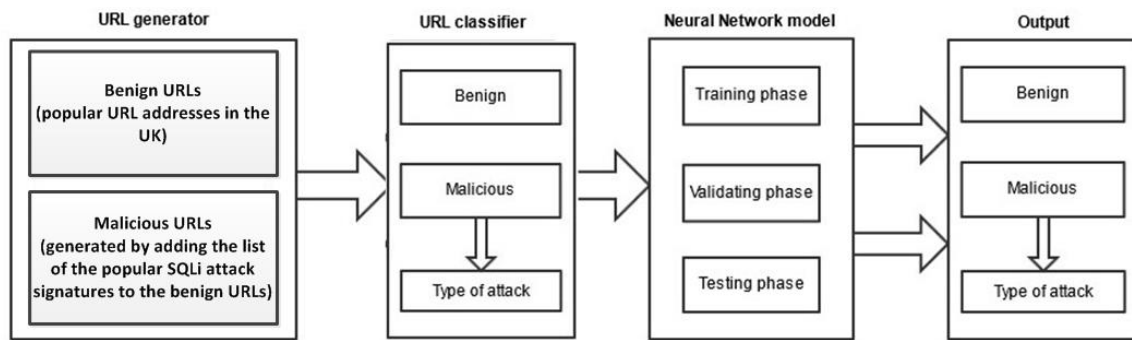 URL generator
Benign URLs
(popular URL addresses in the
UK)
Malicious URLs
(generated by adding the list
of the popular SQLi attack
signatures to the benign URLs)
URL classifier
Benign
Malicious
Type of attack
Neural Network model
Training phase
Validating phase
Testing phase
Output
Benign
Malicious
Type of attack